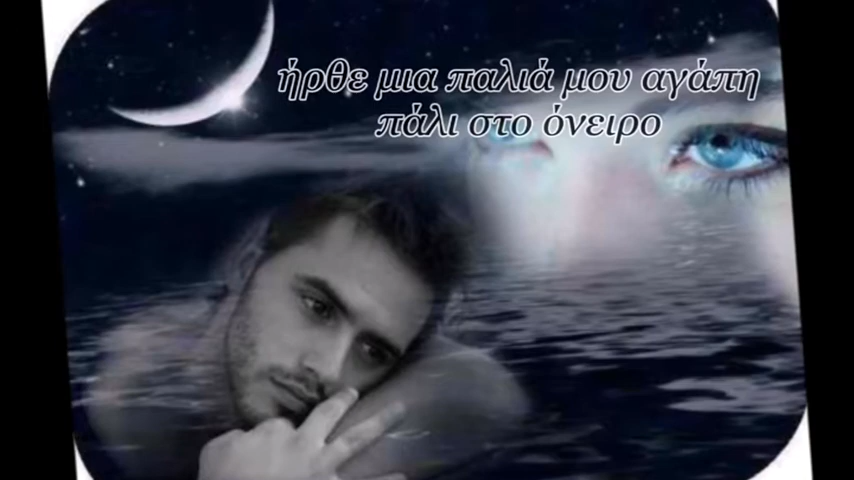 ήρθε μια παλιά μου αγάπη
πάλι στο όνειρο